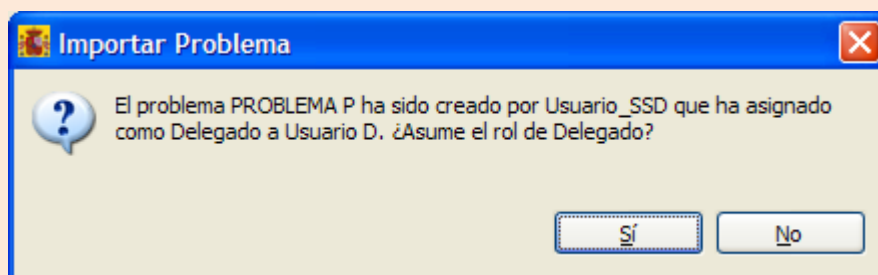 Importar Problema
El problema PROBLEMA P ha sido creado por Usuario_SSD que ha asignado
como Delegado a Usuario D. ¿Asume el rol de Delegado?
Sí
No